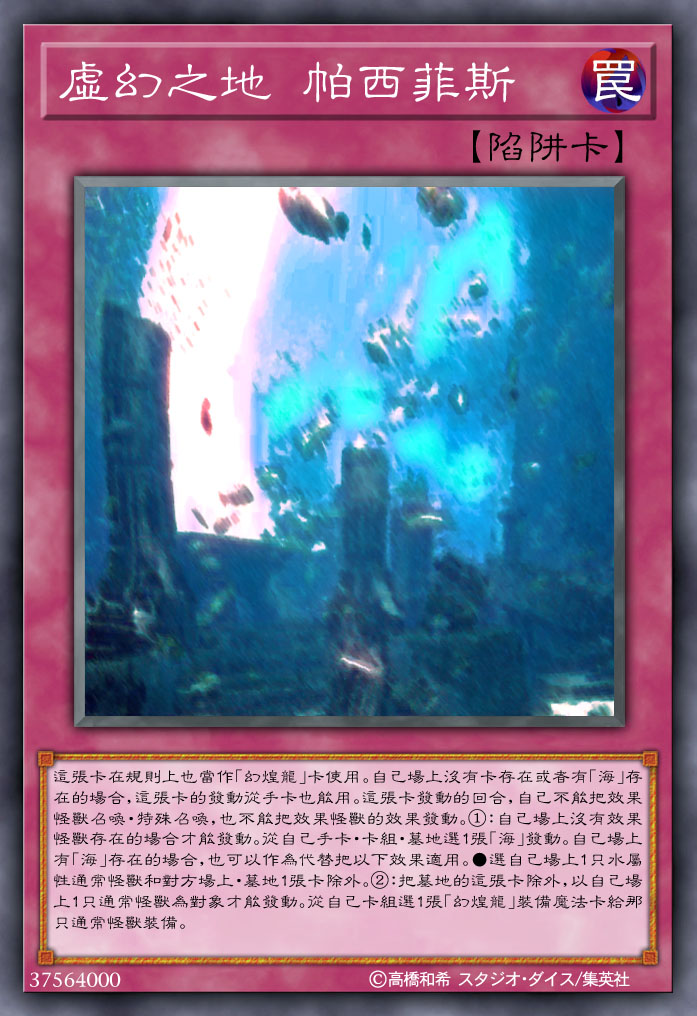 虛幻之地 帕西菲斯
罠
【陷阱卡】
這張卡在規則上也當作「幻煌龍」卡使用。自己場上沒有卡存在或者有「海」存
在的場合,這張卡的發動從手卡也能用。這張卡發動的回合,自己不能把效果
怪獸召喚・特殊召喚,也不能把效果怪獸的效果發動。①:自己場上沒有效果
怪獸存在的場合才能發動。從自己手卡・卡組・墓地選1張「海」發動。自己場上
有「海」存在的場合,也可以作為代替把以下效果適用。●選自己場上1只水屬
性通常怪獸和對方場上・墓地1張卡除外。②:把墓地的這張卡除外,以自己場
上1只通常怪獸為對象才能發動。從自己卡組選1張「幻煌龍」裝備魔法卡給那
只通常怪獸裝備。
37564000
©高橋和希 スタジオ・ダイス/集英社